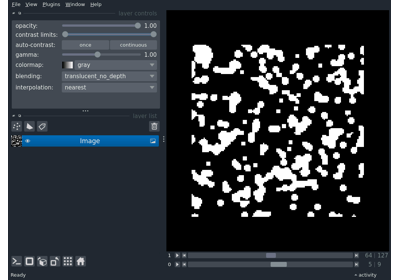 File View Plugins Window Help
layer controls
opacity: 1.00
contrast limits:
auto-contrast: once continuous
gamma: 1.00
colormap: gray
blending: translucent_no_depth
interpolation: nearest
layer list
Image
1 64 127
0 5 9
Ready activity